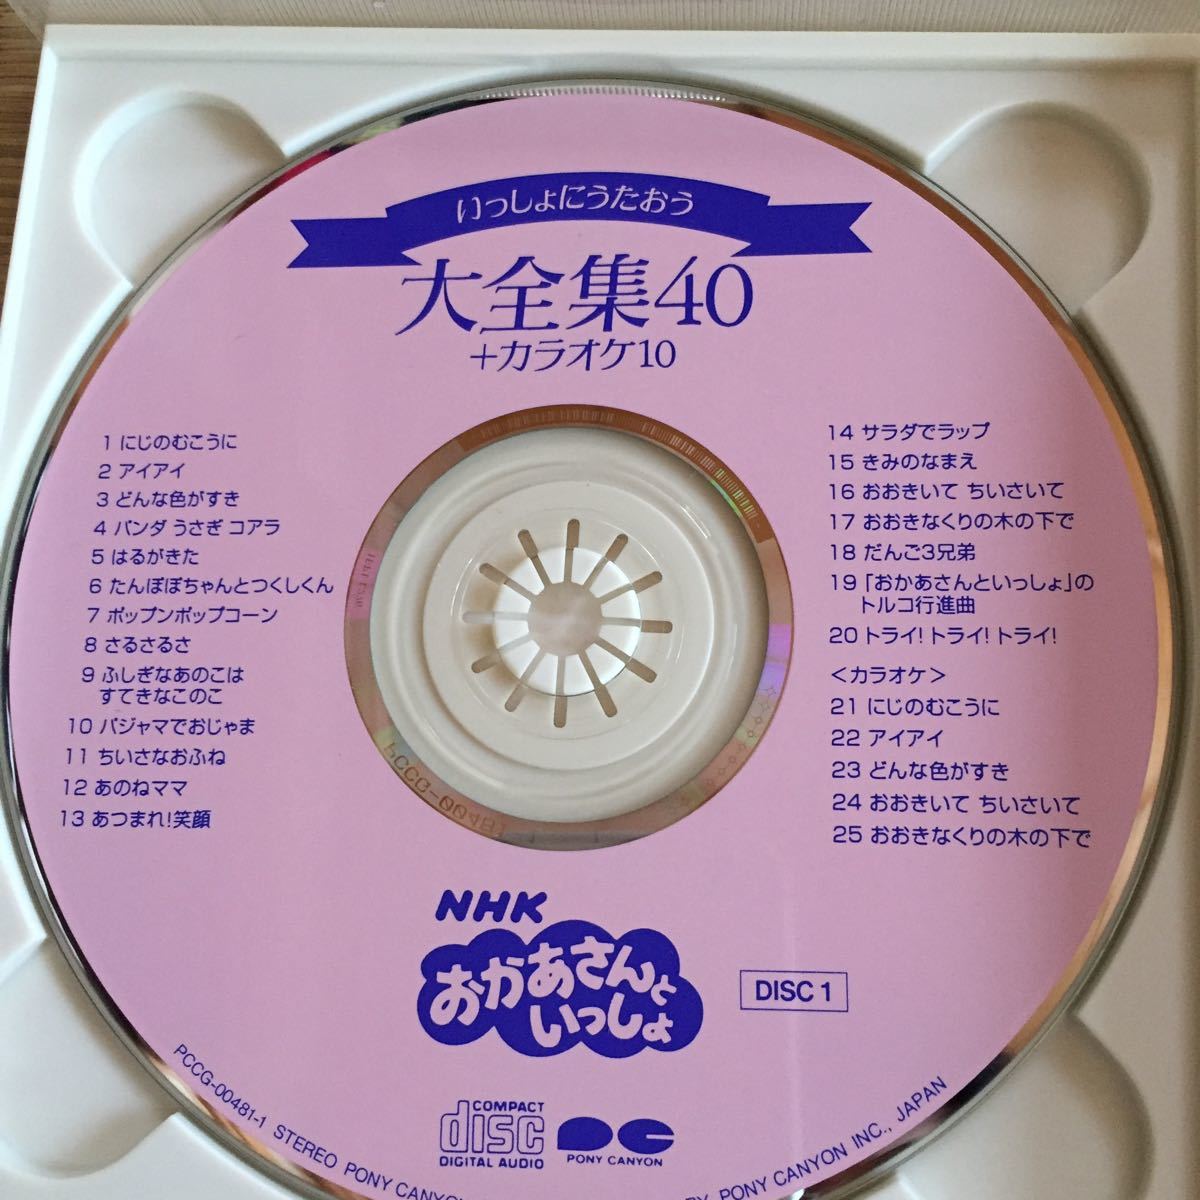 いっしょにうたおう
大全集40
+カラオケ10
1 にじのむこうに
2 アイアイ
3 どんな色がすき
4 パンダ うさぎ コアラ
5 はるがきた
6 たんぽぽちゃんとつくしくん
7 ポップンポップコーン
8 さるさるさ
9 ふしぎなあのこは
すてきなこのこ
10 パジャマでおじゃま
11 ちいさなおふね
12 あのねママ
13 あつまれ!笑顔
14 サラダでラップ
15 きみのなまえ
16 おおきいて ちいさいて
17 おおきなくりの木の下で
18 だんご3兄弟
19 「おかあさんといっしょ」の
トルコ行進曲
20 トライ! トライ! トライ!
<カラオケ>
21 にじのむこうに
22 アイアイ
23 どんな色がすき
24 おおきいて ちいさいて
25 おおきなくりの木の下で
PCCG-00481
NHK
おかあさんと
いっしょ
DISC 1
COMPACT
disc
DIGITAL AUDIO
PONY CANYON
PCCG-00481-1 STEREO PONY CANYON
BY PONY CANYON INC., JAPAN